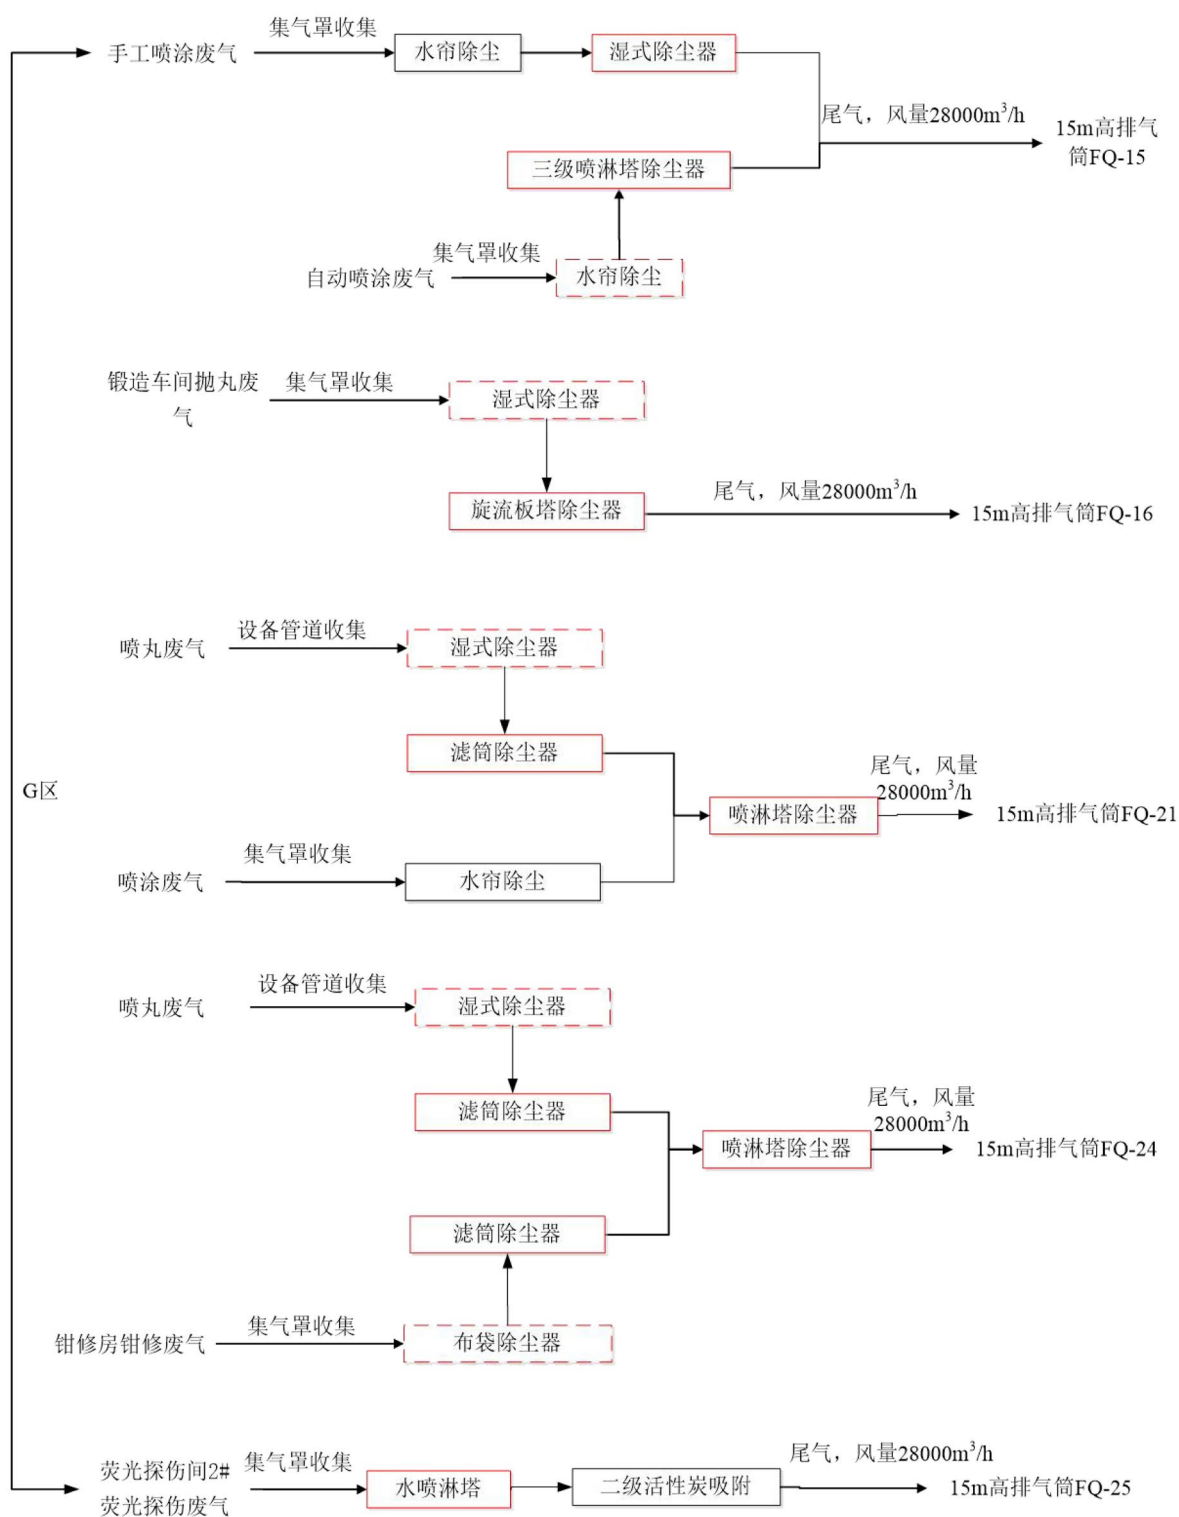 集气罩收集
手工喷涂废气
水帘除尘
湿式除尘器
尾气，风量28000m³/h
15m高排气
筒FQ-15
三级喷淋塔除尘器
集气罩收集
自动喷涂废气
水帘除尘
锻造车间抛丸废
气
集气罩收集
湿式除尘器
旋流板塔除尘器
尾气，风量28000m³/h
15m高排气筒FQ-16
设备管道收集
喷丸废气
湿式除尘器
滤筒除尘器
G区
喷淋塔除尘器
尾气，风量
28000m³/h
15m高排气筒FQ-21
集气罩收集
喷涂废气
水帘除尘
设备管道收集
喷丸废气
湿式除尘器
滤筒除尘器
喷淋塔除尘器
尾气，风量
28000m³/h
15m高排气筒FQ-24
滤筒除尘器
集气罩收集
钳修房钳修废气
布袋除尘器
荧光探伤间2#
荧光探伤废气
集气罩收集
水喷淋塔
二级活性炭吸附
尾气，风量28000m³/h
15m高排气筒FQ-25